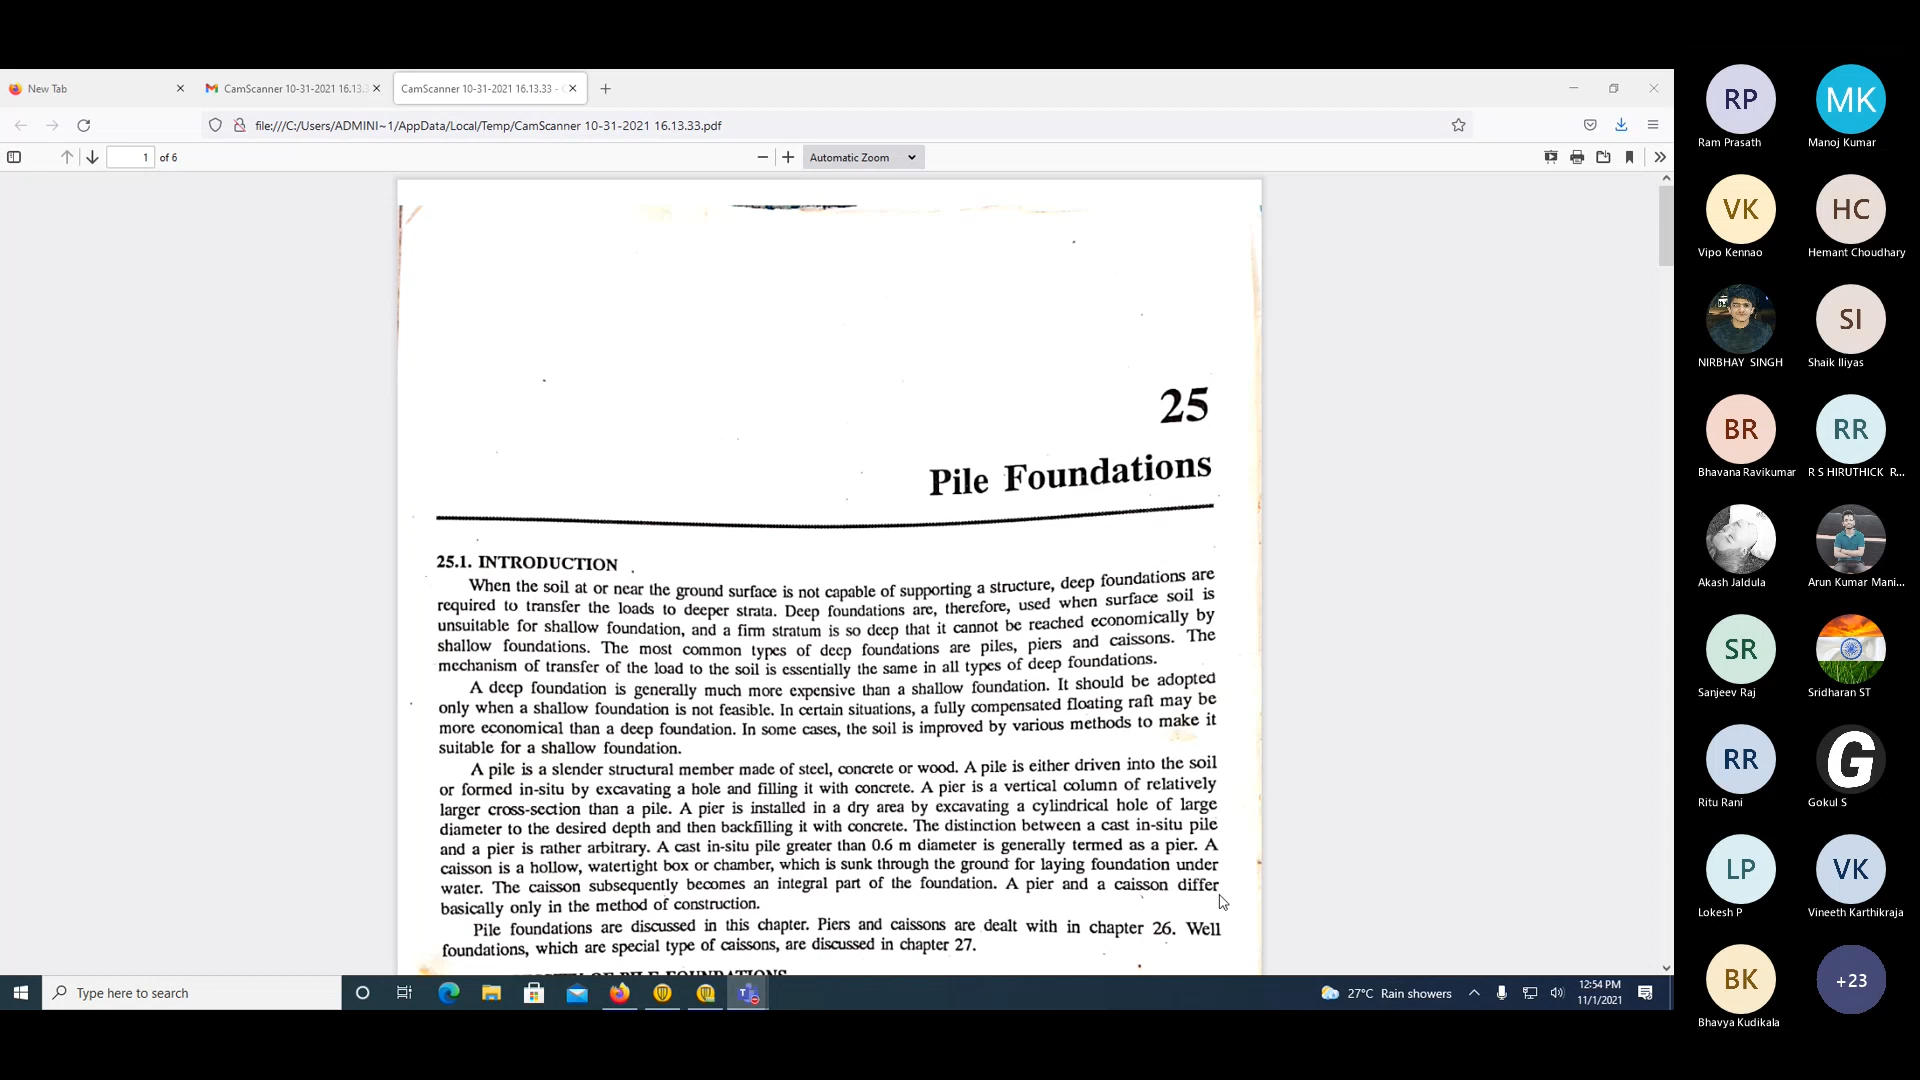 New Tab
CamScanner 10-31-2021 16.13.3
CamScanner 10-31-2021 16.13.33 -
file:///C:/Users/ADMINI~1/AppData/Local/Temp/CamScanner 10-31-2021 16.13.33.pdf
1 of 6
Automatic Zoom
25
Pile Foundations
25.1. INTRODUCTION
When the soil at or near the ground surface is not capable of supporting a structure, deep foundations are
required to transfer the loads to deeper strata. Deep foundations are, therefore, used when surface soil is
unsuitable for shallow foundation, and a firm stratum is so deep that it cannot be reached economically by
shallow foundations. The most common types of deep foundations are piles, piers and caissons. The
mechanism of transfer of the load to the soil is essentially the same in all types of deep foundations.
A deep foundation is generally much more expensive than a shallow foundation. It should be adopted
only when a shallow foundation is not feasible. In certain situations, a fully compensated floating raft may be
more economical than a deep foundation. In some cases, the soil is improved by various methods to make it
suitable for a shallow foundation.
A pile is a slender structural member made of steel, concrete or wood. A pile is either driven into the soil
or formed in-situ by excavating a hole and filling it with concrete. A pier is a vertical column of relatively
larger cross-section than a pile. A pier is installed in a dry area by excavating a cylindrical hole of large
diameter to the desired depth and then backfilling it with concrete. The distinction between a cast in-situ pile
and a pier is rather arbitrary. A cast in-situ pile greater than 0.6 m diameter is generally termed as a pier. A
caisson is a hollow, watertight box or chamber, which is sunk through the ground for laying foundation under
water. The caisson subsequently becomes an integral part of the foundation. A pier and a caisson differ
basically only in the method of construction.
Pile foundations are discussed in this chapter. Piers and caissons are dealt with in chapter 26. Well
foundations, which are special type of caissons, are discussed in chapter 27.
OF PILE FOUNDATIONS
Type here to search
27°C Rain showers
12:54 PM
11/1/2021
RP
Ram Prasath
MK
Manoj Kumar
VK
Vipo Kennao
HC
Hemant Choudhary
NIRBHAY SINGH
SI
Shaik Iliyas
BR
Bhavana Ravikumar
RR
R S HIRUTHICK R...
Akash Jaldula
Arun Kumar Mani...
SR
Sanjeev Raj
Sridharan ST
RR
Ritu Rani
G
Gokul S
LP
Lokesh P
VK
Vineeth Karthikraja
BK
Bhavya Kudikala
+23